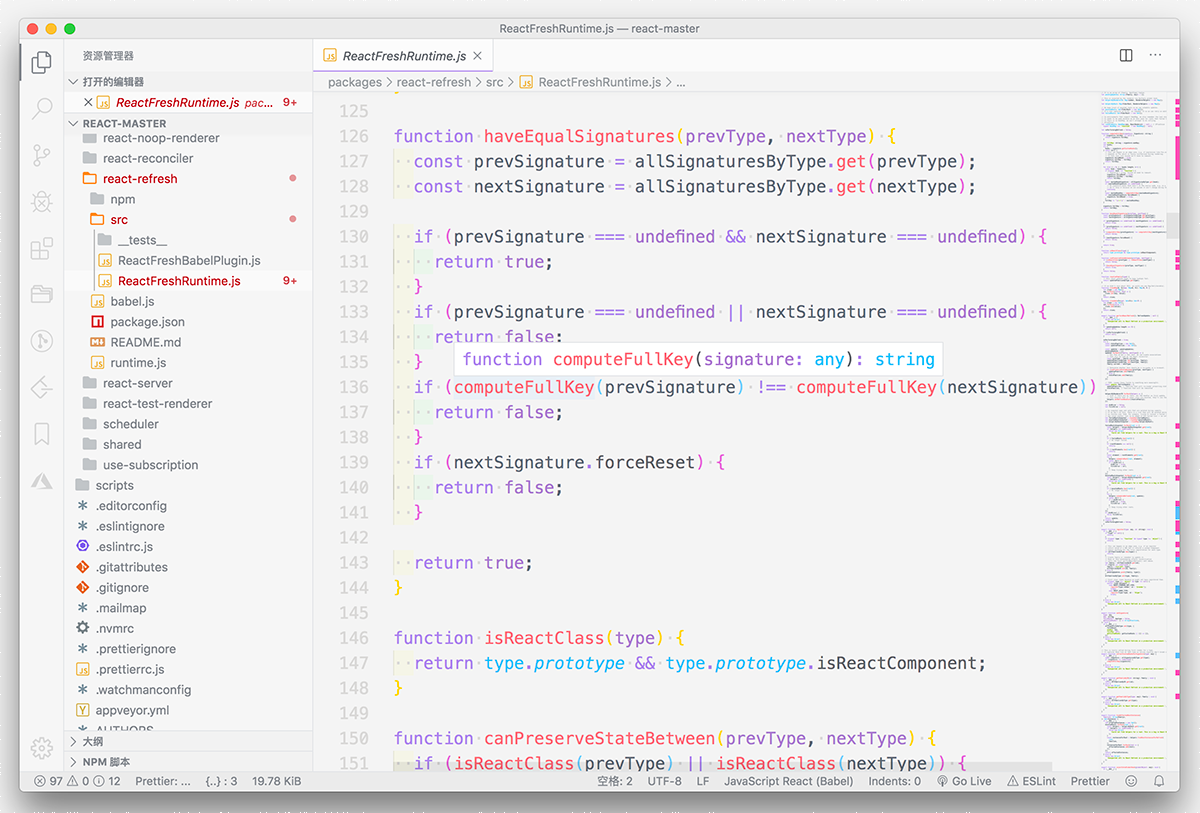 ReactFreshRuntime.js — react-master
资源管理器
打开的编辑器
ReactFreshRuntime.js pac... 9+
REACT-MASTER
react-noop-renderer
react-reconciler
react-refresh
npm
src
__tests__
ReactFreshBabelPlugin.js
ReactFreshRuntime.js 9+
babel.js
package.json
README.md
runtime.js
react-server
react-test-renderer
scheduler
shared
use-subscription
scripts
.editorconfig
.eslintignore
.eslintrc.js
.gitattributes
.gitignore
.mailmap
.nvmrc
.prettierignore
.prettierrc.js
.watchmanconfig
appveyor.yml
AUTHORS
大纲
NPM 脚本
ReactFreshRuntime.js
packages > react-refresh > src > ReactFreshRuntime.js > ...
125
126 function haveEqualSignatures(prevType, nextType) {
127 const prevSignature = allSignaturesByType.get(prevType);
128 const nextSignature = allSignaturesByType.get(nextType);
129
130 if (prevSignature === undefined && nextSignature === undefined) {
131 return true;
132 }
133 if (prevSignature === undefined || nextSignature === undefined) {
134 return false;
function computeFullKey(signature: any): string
135 }
136 if (computeFullKey(prevSignature) !== computeFullKey(nextSignature))
137 return false;
138 }
139 if (nextSignature.forceReset) {
140 return false;
141 }
142
143 return true;
144 }
145
146 function isReactClass(type) {
147 return type.prototype && type.prototype.isReactComponent;
148 }
149
150 function canPreserveStateBetween(prevType, nextType) {
151 if (isReactClass(prevType) || isReactClass(nextType)) {
97 0 12 Prettier: ... {..} : 3 19.78 KiB 空格: 2 UTF-8 LF JavaScript React (Babel) Indents: 0 Go Live ESLint Prettier